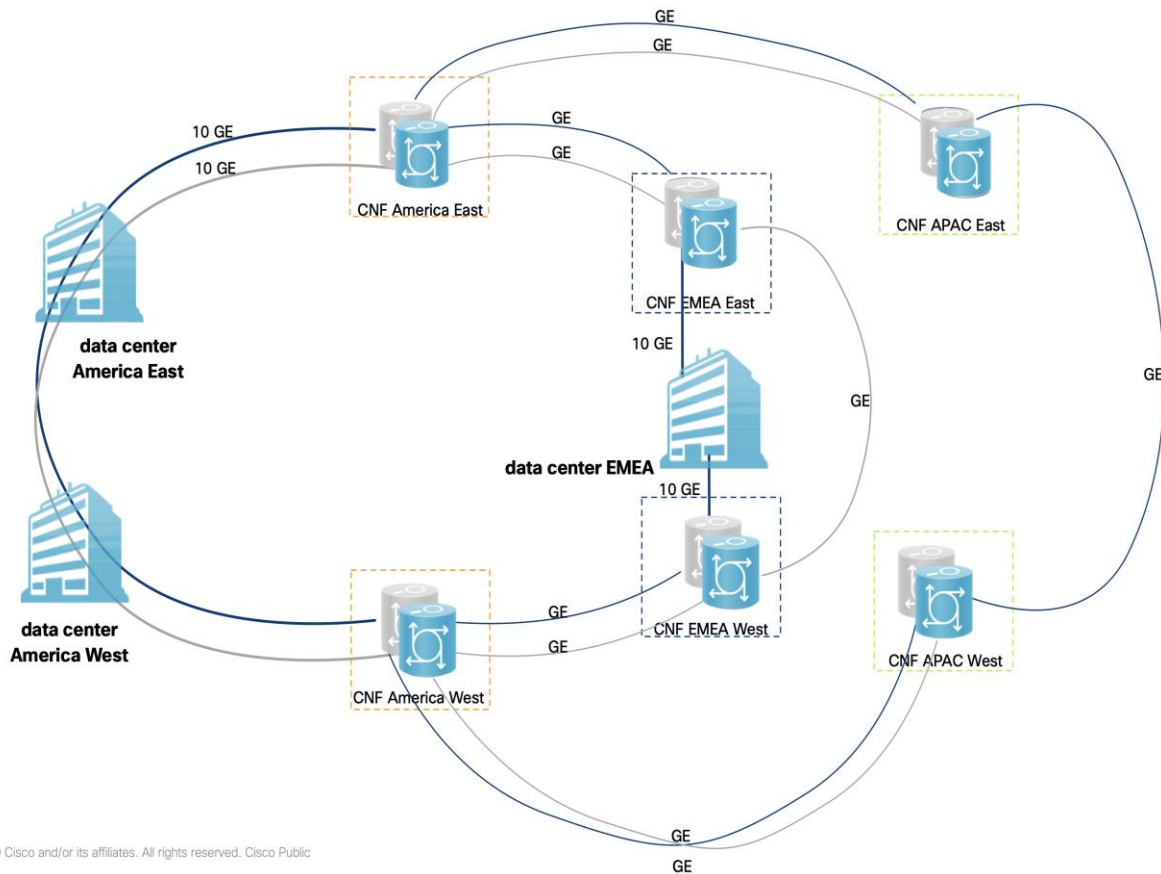 GE
GE
10 GE
GE
10 GE
GE
CNF America East
CNF APAC East
CNF EMEA East
data center
America East
10 GE
GE
GE
data center EMEA
10 GE
data center
America West
GE
GE
CNF EMEA West
CNF APAC West
CNF America West
GE
GE
Cisco and/or its affiliates. All rights reserved. Cisco Public